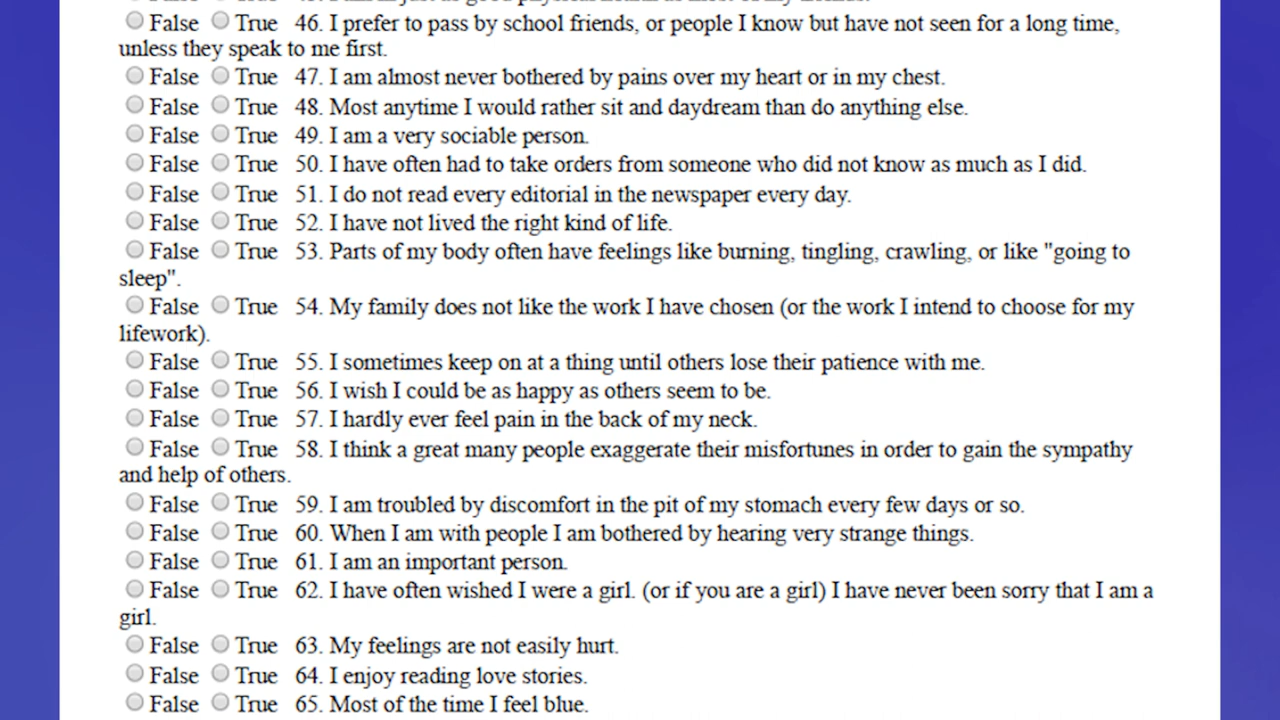 False True 46. I prefer to pass by school friends, or people I know but have not seen for a long time,
unless they speak to me first.
False True 47. I am almost never bothered by pains over my heart or in my chest.
False True 48. Most anytime I would rather sit and daydream than do anything else.
False True 49. I am a very sociable person.
False True 50. I have often had to take orders from someone who did not know as much as I did.
False True 51. I do not read every editorial in the newspaper every day.
False True 52. I have not lived the right kind of life.
False True 53. Parts of my body often have feelings like burning, tingling, crawling, or like "going to
sleep".
False True 54. My family does not like the work I have chosen (or the work I intend to choose for my
lifework).
False True 55. I sometimes keep on at a thing until others lose their patience with me.
False True 56. I wish I could be as happy as others seem to be.
False True 57. I hardly ever feel pain in the back of my neck.
False True 58. I think a great many people exaggerate their misfortunes in order to gain the sympathy
and help of others.
False True 59. I am troubled by discomfort in the pit of my stomach every few days or so.
False True 60. When I am with people I am bothered by hearing very strange things.
False True 61. I am an important person.
False True 62. I have often wished I were a girl. (or if you are a girl) I have never been sorry that I am a
girl.
False True 63. My feelings are not easily hurt.
False True 64. I enjoy reading love stories.
False True 65. Most of the time I feel blue.